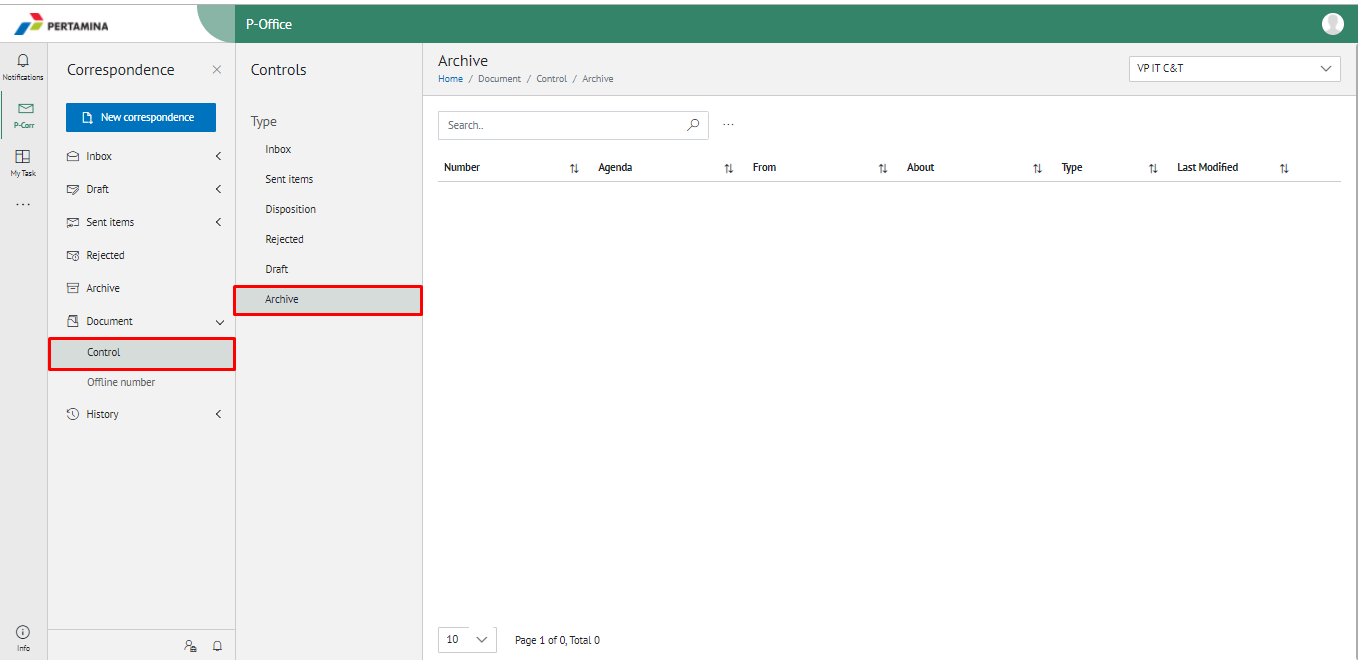 PERTAMINA
P-Office
Notifications
P-Corr
My Task
...
Info
Correspondence
New correspondence
Inbox
Draft
Sent items
Rejected
Archive
Document
Control
Offline number
History
Controls
Type
Inbox
Sent items
Disposition
Rejected
Draft
Archive
Archive
Home / Document / Control / Archive
VP IT C&T
Search..
...
Number Agenda From About Type Last Modified
10 Page 1 of 0, Total 0